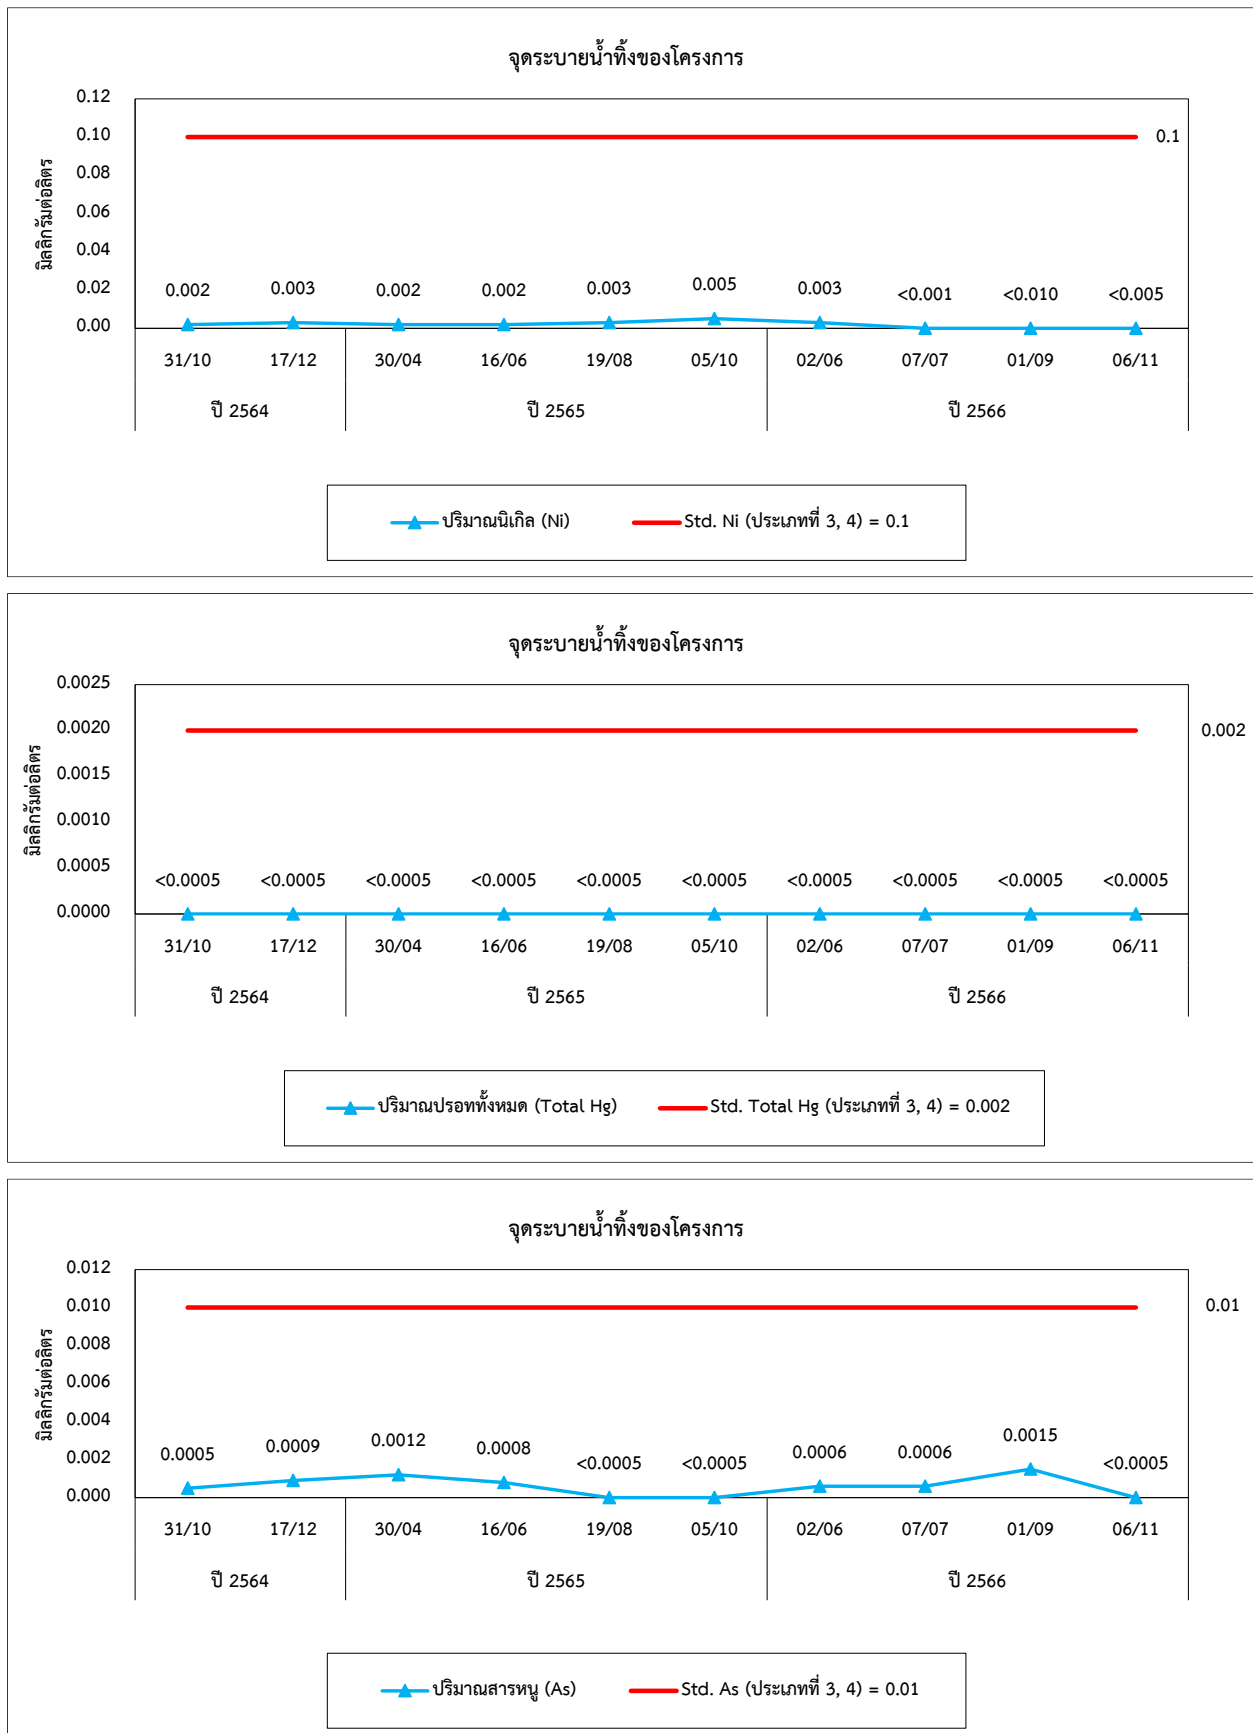 จุดระบายน้ำทิ้งของโครงการ
มิลลิกรัมต่อลิตร
0.12
0.10
0.08
0.06
0.04
0.02
0.00
0.1
0.002 0.003 0.002 0.002 0.003 0.005 0.003 <0.001 <0.010 <0.005
31/10 17/12 30/04 16/06 19/08 05/10 02/06 07/07 01/09 06/11
ปี 2564 ปี 2565 ปี 2566
ปริมาณนิเกิล (Ni) Std. Ni (ประเภทที่ 3, 4) = 0.1
จุดระบายน้ำทิ้งของโครงการ
มิลลิกรัมต่อลิตร
0.0025
0.0020
0.0015
0.0010
0.0005
0.0000
0.002
<0.0005 <0.0005 <0.0005 <0.0005 <0.0005 <0.0005 <0.0005 <0.0005 <0.0005 <0.0005
31/10 17/12 30/04 16/06 19/08 05/10 02/06 07/07 01/09 06/11
ปี 2564 ปี 2565 ปี 2566
ปริมาณปรอททั้งหมด (Total Hg) Std. Total Hg (ประเภทที่ 3, 4) = 0.002
จุดระบายน้ำทิ้งของโครงการ
มิลลิกรัมต่อลิตร
0.012
0.010
0.008
0.006
0.004
0.002
0.000
0.01
0.0005 0.0009 0.0012 0.0008 <0.0005 <0.0005 0.0006 0.0006 0.0015 <0.0005
31/10 17/12 30/04 16/06 19/08 05/10 02/06 07/07 01/09 06/11
ปี 2564 ปี 2565 ปี 2566
ปริมาณสารหนู (As) Std. As (ประเภทที่ 3, 4) = 0.01